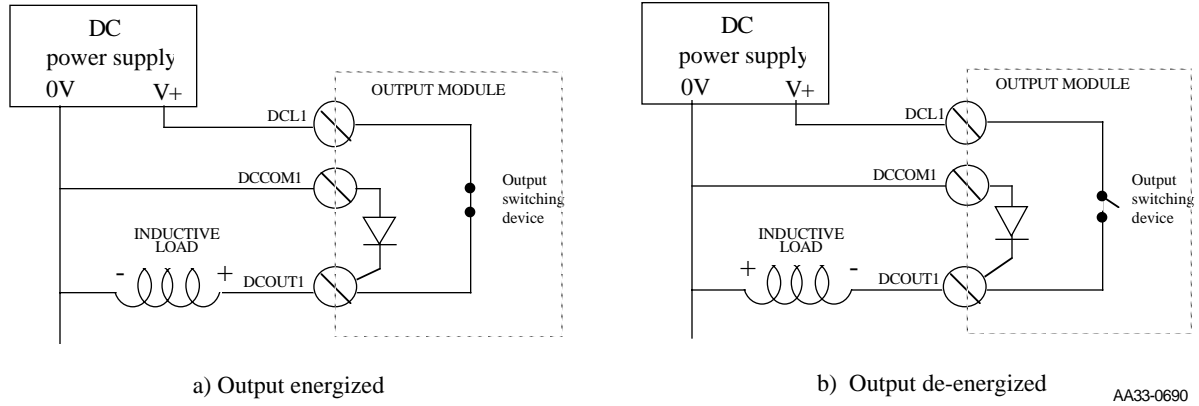 DC
power supply
0V V+
OUTPUT MODULE
DCL1
DCCOM1
Output
switching
device
INDUCTIVE
LOAD
- +
DCOUT1
a) Output energized
DC
power supply
0V V+
OUTPUT MODULE
DCL1
DCCOM1
Output
switching
device
INDUCTIVE
LOAD
+ -
DCOUT1
b) Output de-energized
AA33-0690